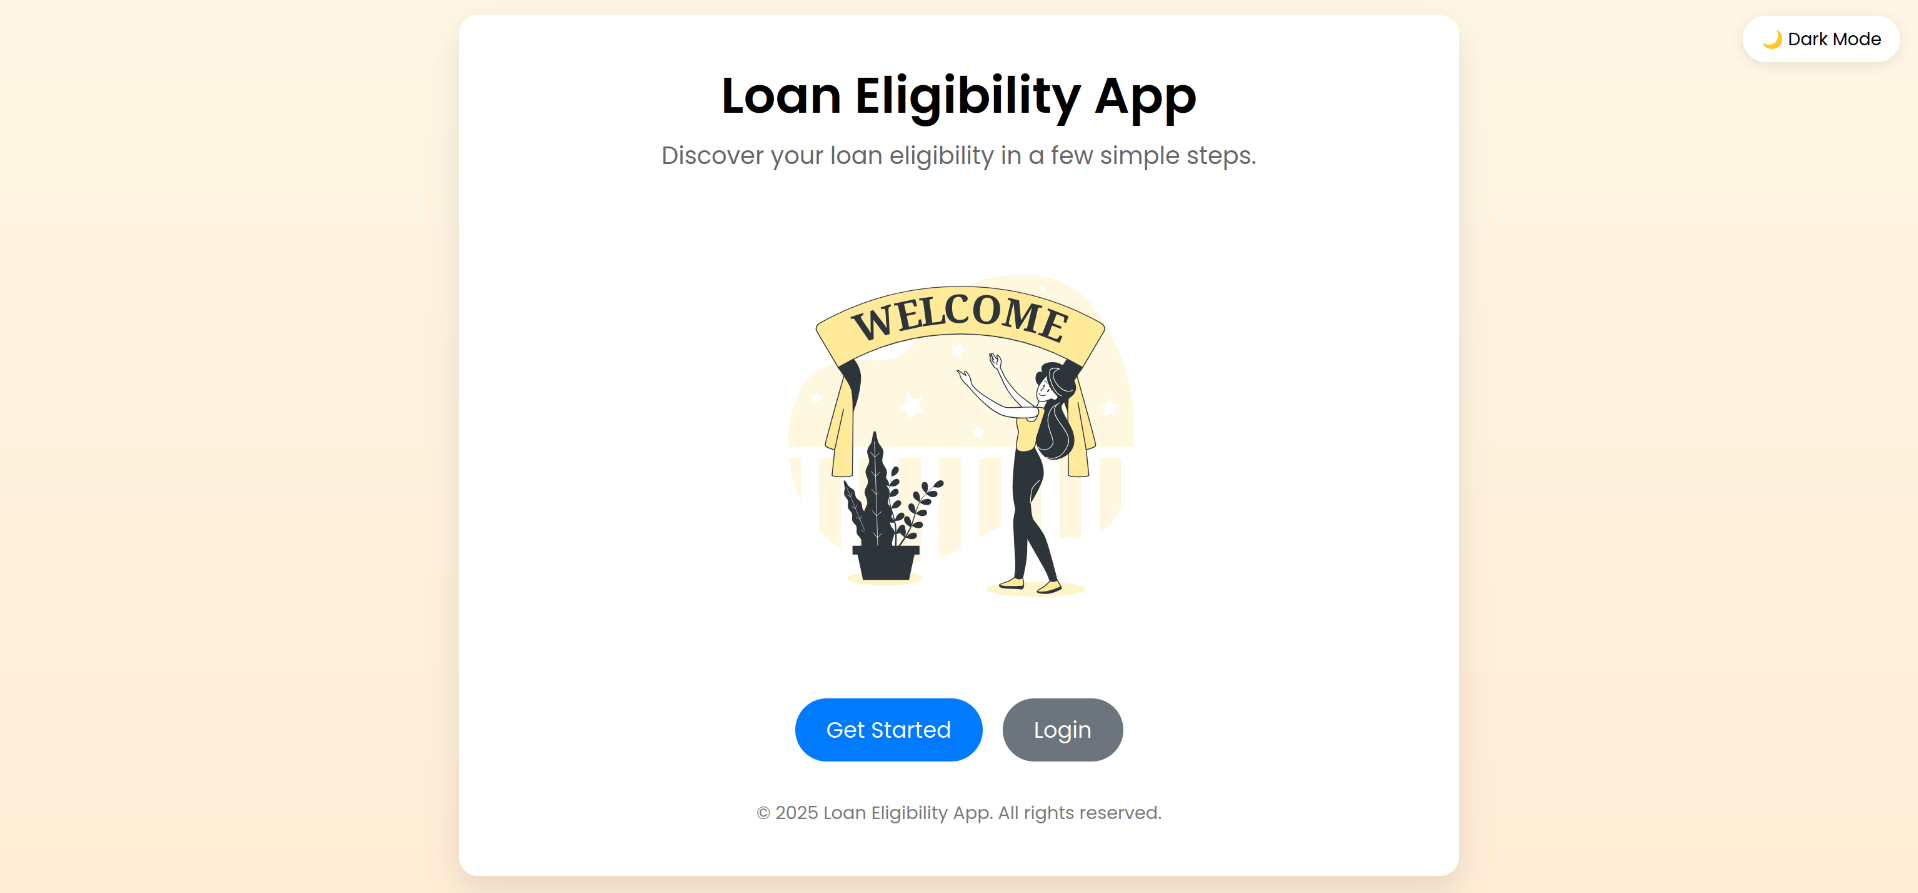 🌙 Dark Mode
Loan Eligibility App
Discover your loan eligibility in a few simple steps.
WELCOME
Get Started
Login
© 2025 Loan Eligibility App. All rights reserved.